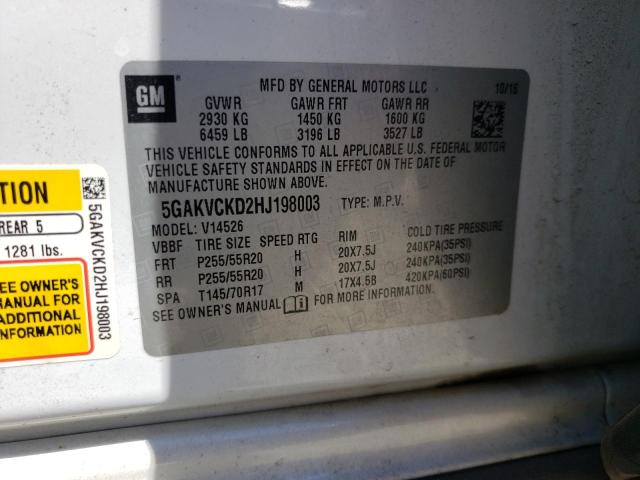 GM
MFD BY GENERAL MOTORS LLC 10/16
GVWR GAWR FRT GAWR RR
2930 KG 1450 KG 1600 KG
6459 LB 3196 LB 3527 LB
THIS VEHICLE CONFORMS TO ALL APPLICABLE U.S. FEDERAL MOTOR
VEHICLE SAFETY STANDARDS IN EFFECT ON THE DATE OF
MANUFACTURE SHOWN ABOVE.
5GAKVCKD2HJ198003 TYPE: M.P.V.
MODEL: V14526
VBBF TIRE SIZE SPEED RTG RIM COLD TIRE PRESSURE
FRT P255/55R20 H 20X7.5J 240KPA(35PSI)
RR P255/55R20 H 20X7.5J 240KPA(35PSI)
SPA T145/70R17 M 17X4.5B 420KPA(60PSI)
SEE OWNER'S MANUAL FOR MORE INFORMATION.
TION
REAR 5
1281 lbs.
SEE OWNER'S
MANUAL FOR
ADDITIONAL
INFORMATION
5GAKVCKD2HJ198003